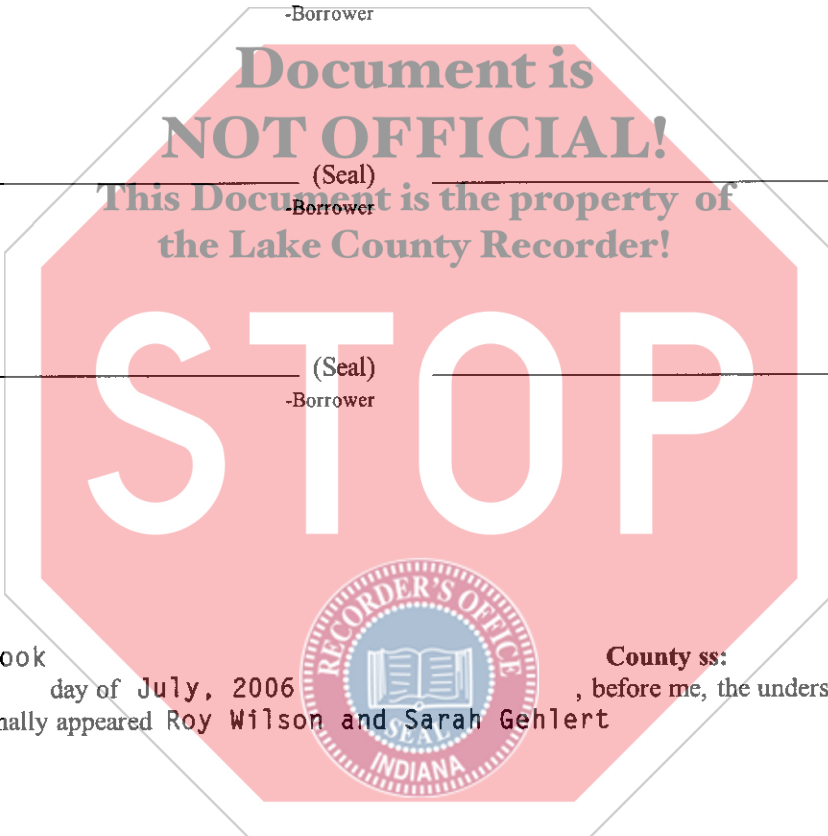 -Borrower
Document is
NOT OFFICIAL!
(Seal)
This Document is the property of
-Borrower
the Lake County Recorder!
(Seal)
-Borrower
STOP
RECORDER'S OFFICE
SEAL
INDIANA
ook
County ss:
day of July, 2006 , before me, the unders
nally appeared Roy Wilson and Sarah Gehlert